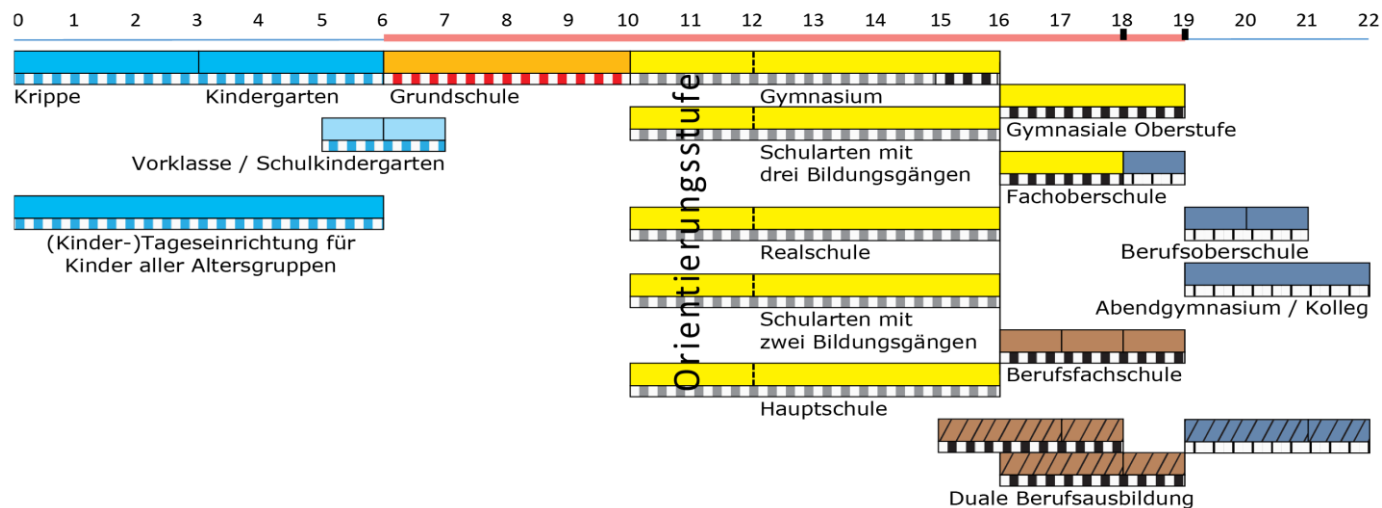 0 1 2 3 4 5 6 7 8 9 10 11 12 13 14 15 16 17 18 19 20 21 22
Krippe
Kindergarten
Grundschule
Gymnasium
Gymnasiale Oberstufe
Vorklasse / Schulkindergarten
Schularten mit
drei Bildungsgängen
Fachoberschule
(Kinder-)Tageseinrichtung für
Kinder aller Altersgruppen
Orientierungsstufe
Realschule
Berufsoberschule
Abendgymnasium / Kolleg
Schularten mit
zwei Bildungsgängen
Berufsfachschule
Hauptschule
Duale Berufsausbildung